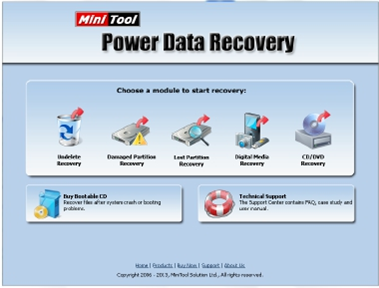 Mini Tool
Power Data Recovery
Choose a module to start recovery:
Undelete
Recovery
Damaged Partition
Recovery
Lost Partition
Recovery
Digital Media
Recovery
CD/DVD
Recovery
Buy Bootable CD
Recover files after system crash or booting
problems.
Technical Support
The Support Center contains FAQ, case study and
user manual.
Home | Products | Buy Now | Support | About Us
Copyright 2006 - 2013, MiniTool Solution Ltd., All rights reserved.